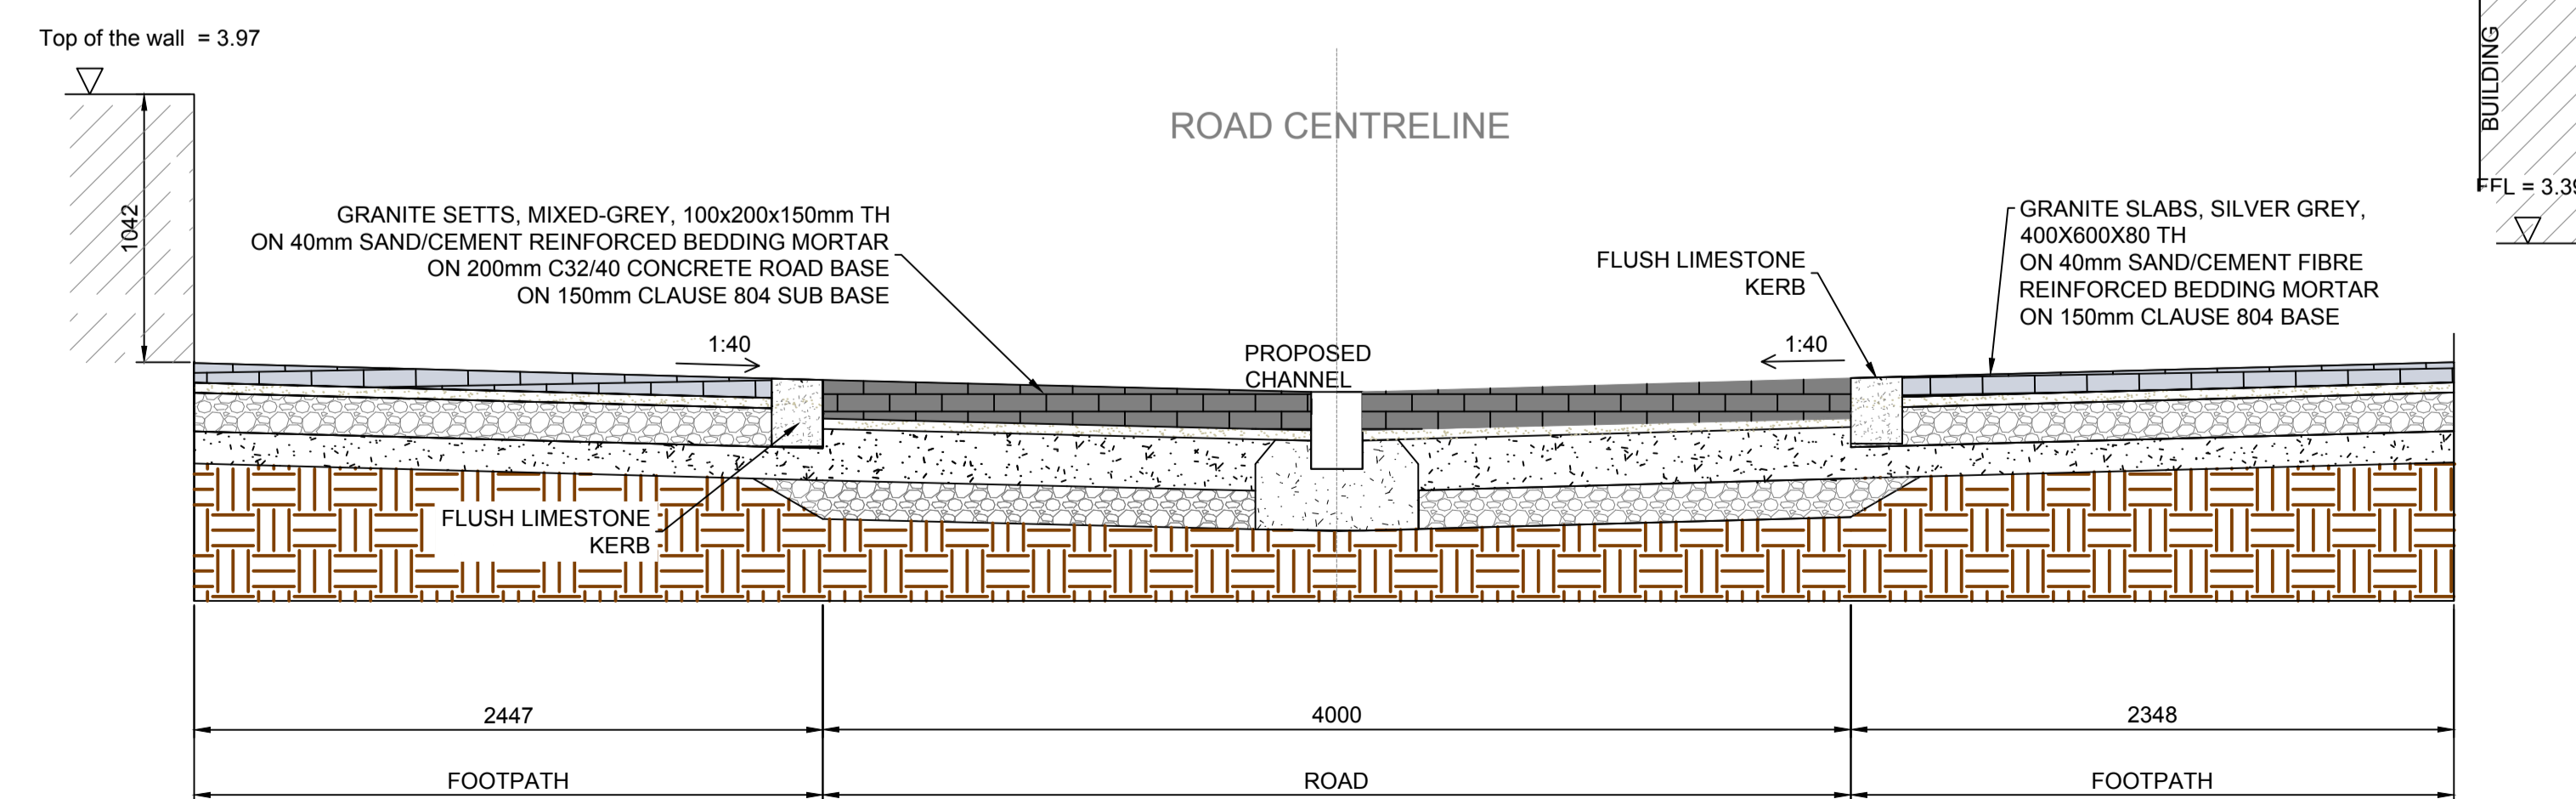 Top of the wall = 3.97
BUILDING
ROAD CENTRELINE
FFL = 3.39
1042
GRANITE SETTS, MIXED-GREY, 100x200x150mm TH
ON 40mm SAND/CEMENT REINFORCED BEDDING MORTAR
ON 200mm C32/40 CONCRETE ROAD BASE
ON 150mm CLAUSE 804 SUB BASE
FLUSH LIMESTONE
KERB
GRANITE SLABS, SILVER GREY,
400X600X80 TH
ON 40mm SAND/CEMENT FIBRE
REINFORCED BEDDING MORTAR
ON 150mm CLAUSE 804 BASE
1:40
PROPOSED
CHANNEL
1:40
FLUSH LIMESTONE
KERB
2447
4000
2348
FOOTPATH
ROAD
FOOTPATH